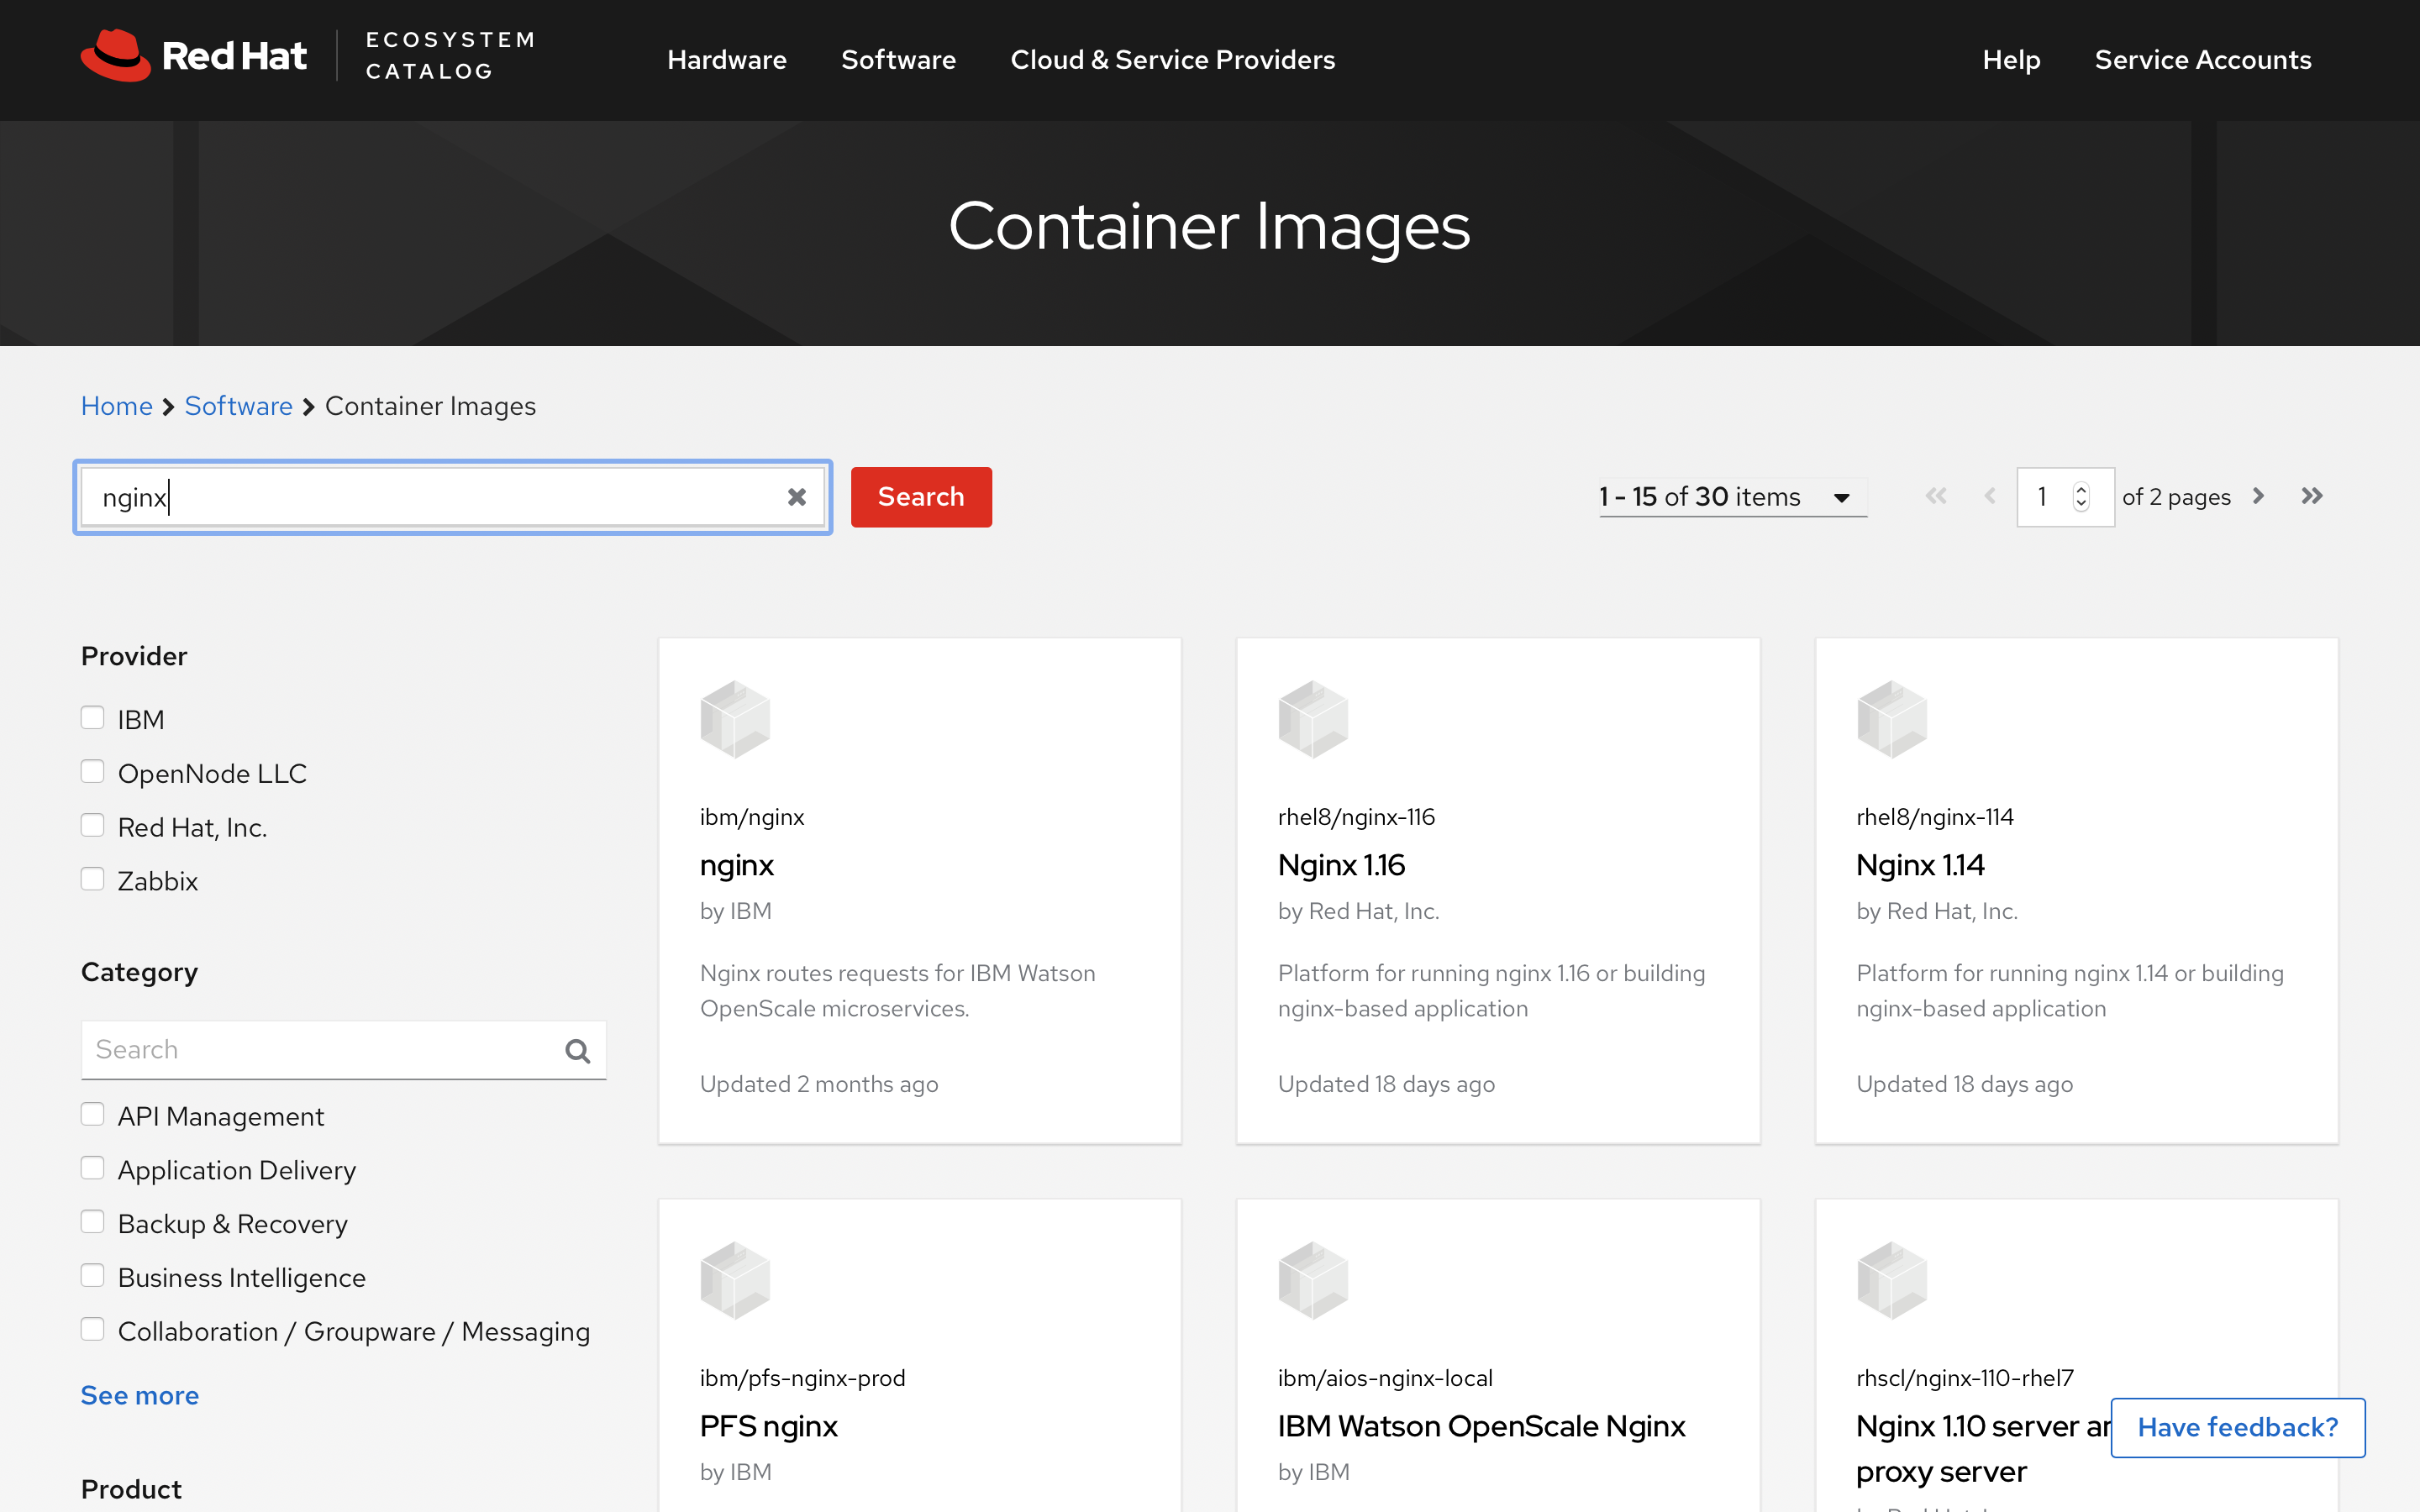 Red Hat
ECOSYSTEM
CATALOG
Hardware
Software
Cloud & Service Providers
Help
Service Accounts
Container Images
Home
Software
Container Images
nginx
Search
1 - 15 of 30 items
1
of 2 pages
Provider
IBM
OpenNode LLC
Red Hat, Inc.
Zabbix
Category
Search
API Management
Application Delivery
Backup & Recovery
Business Intelligence
Collaboration / Groupware / Messaging
See more
Product
ibm/nginx
nginx
by IBM
Nginx routes requests for IBM Watson
OpenScale microservices.
Updated 2 months ago
rhel8/nginx-116
Nginx 1.16
by Red Hat, Inc.
Platform for running nginx 1.16 or building
nginx-based application
Updated 18 days ago
rhel8/nginx-114
Nginx 1.14
by Red Hat, Inc.
Platform for running nginx 1.14 or building
nginx-based application
Updated 18 days ago
ibm/pfs-nginx-prod
PFS nginx
by IBM
ibm/aios-nginx-local
IBM Watson OpenScale Nginx
by IBM
rhscl/nginx-110-rhel7
Nginx 1.10 server
proxy server
Have feedback?